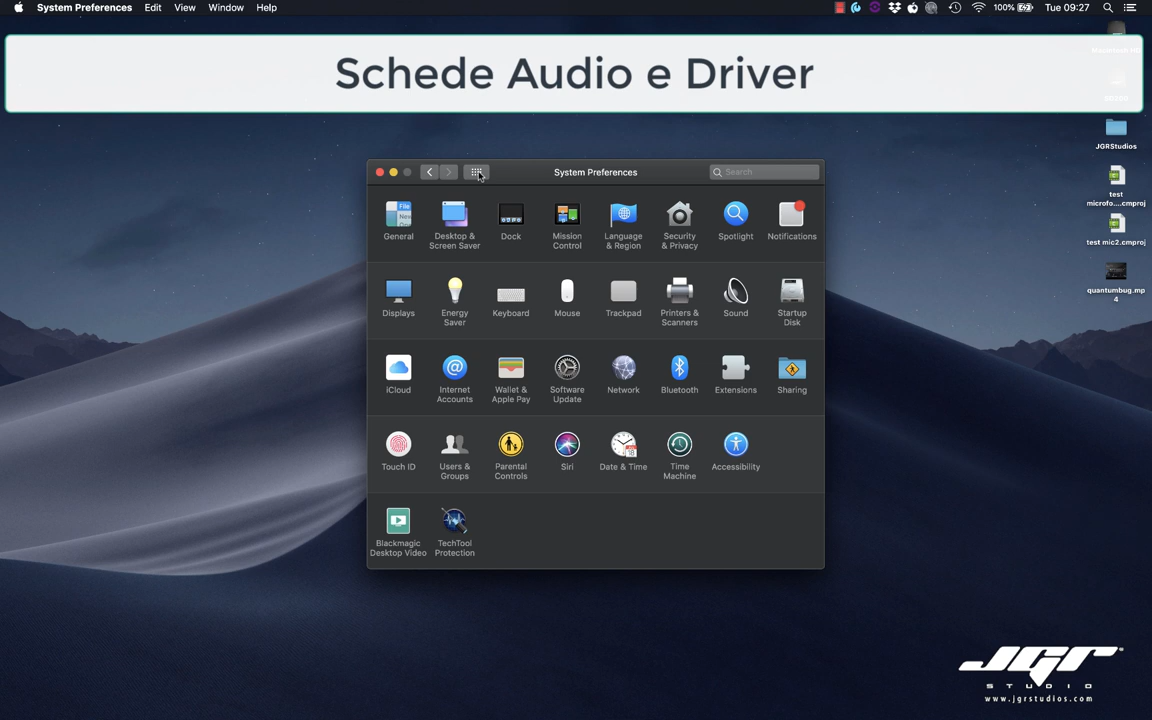 System Preferences Edit View Window Help 100% Tue 09:27
Schede Audio e Driver
JGRStudios
test
microfo....cmproj
test mic2.cmproj
quantumbug.mp
4
System Preferences
Search
General
Desktop &
Screen Saver
Dock
Mission
Control
Language
& Region
Security
& Privacy
Spotlight
Notifications
Displays
Energy
Saver
Keyboard
Mouse
Trackpad
Printers &
Scanners
Sound
Startup
Disk
iCloud
Internet
Accounts
Wallet &
Apple Pay
Software
Update
Network
Bluetooth
Extensions
Sharing
Touch ID
Users &
Groups
Parental
Controls
Siri
Date & Time
Time
Machine
Accessibility
Blackmagic
Desktop Video
TechTool
Protection
JGR
STUDIO
www.jgrstudios.com